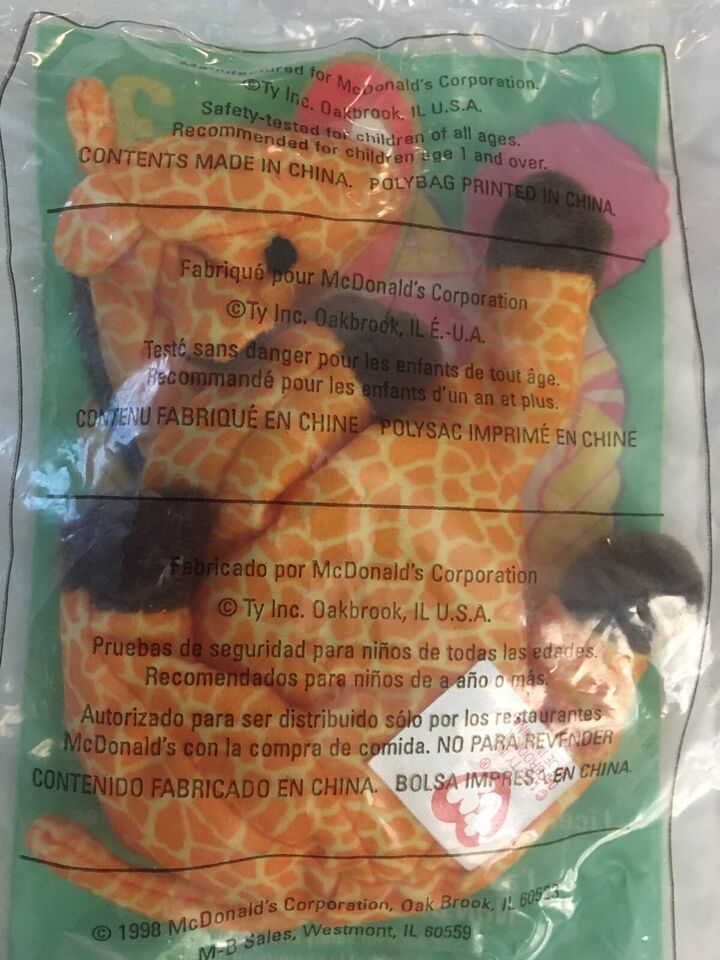 Manufactured for McDonald's Corporation.
©Ty Inc. Oakbrook, IL U.S.A.
Safety-tested for children of all ages.
Recommended for children age 1 and over.
CONTENTS MADE IN CHINA. POLYBAG PRINTED IN CHINA.
Fabriqué pour McDonald's Corporation
©Ty Inc. Oakbrook, IL É.-U.A.
Testé sans danger pour les enfants de tout âge.
Recommandé pour les enfants d'un an et plus.
CONTENU FABRIQUÉ EN CHINE POLYSAC IMPRIMÉ EN CHINE
Fabricado por McDonald's Corporation
© Ty Inc. Oakbrook, IL U.S.A.
Pruebas de seguridad para niños de todas las edades.
Recomendados para niños de a año o más.
Autorizado para ser distribuido sólo por los restaurantes
McDonald's con la compra de comida. NO PARA REVENDER
CONTENIDO FABRICADO EN CHINA. BOLSA IMPRESA EN CHINA.
© 1998 McDonald's Corporation, Oak Brook, IL 60523
M-B Sales, Westmont, IL 60559